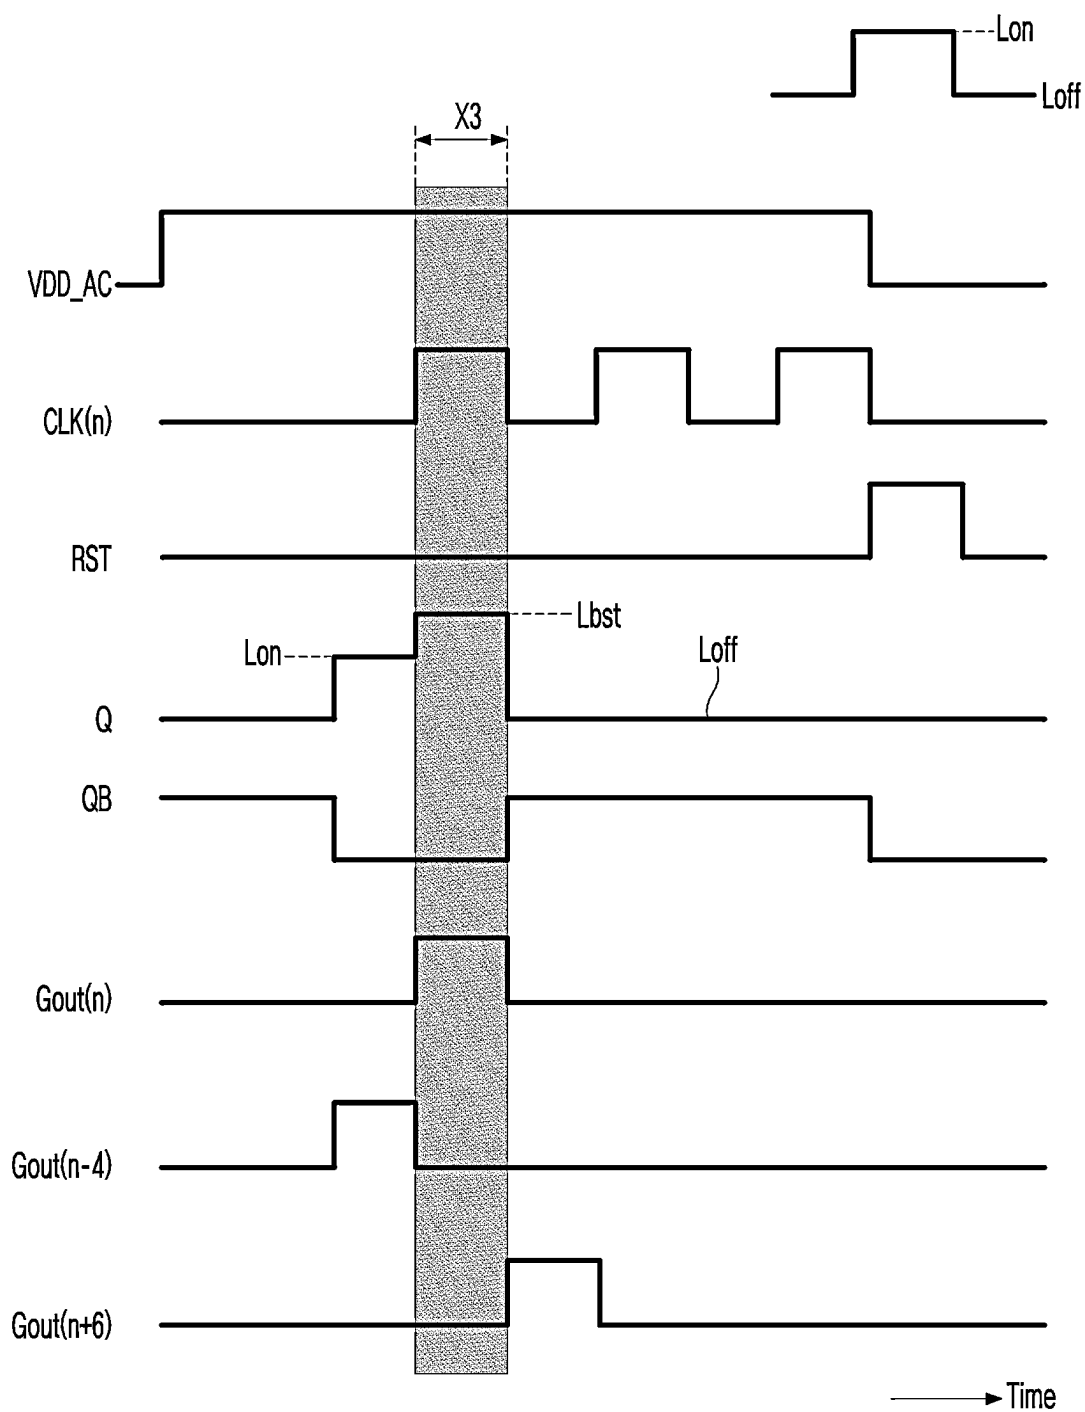 Lon
Loff
X3
VDD_AC
CLK(n)
RST
Lbst
Lon
Loff
Q
QB
Gout(n)
Gout(n-4)
Gout(n+6)
Time